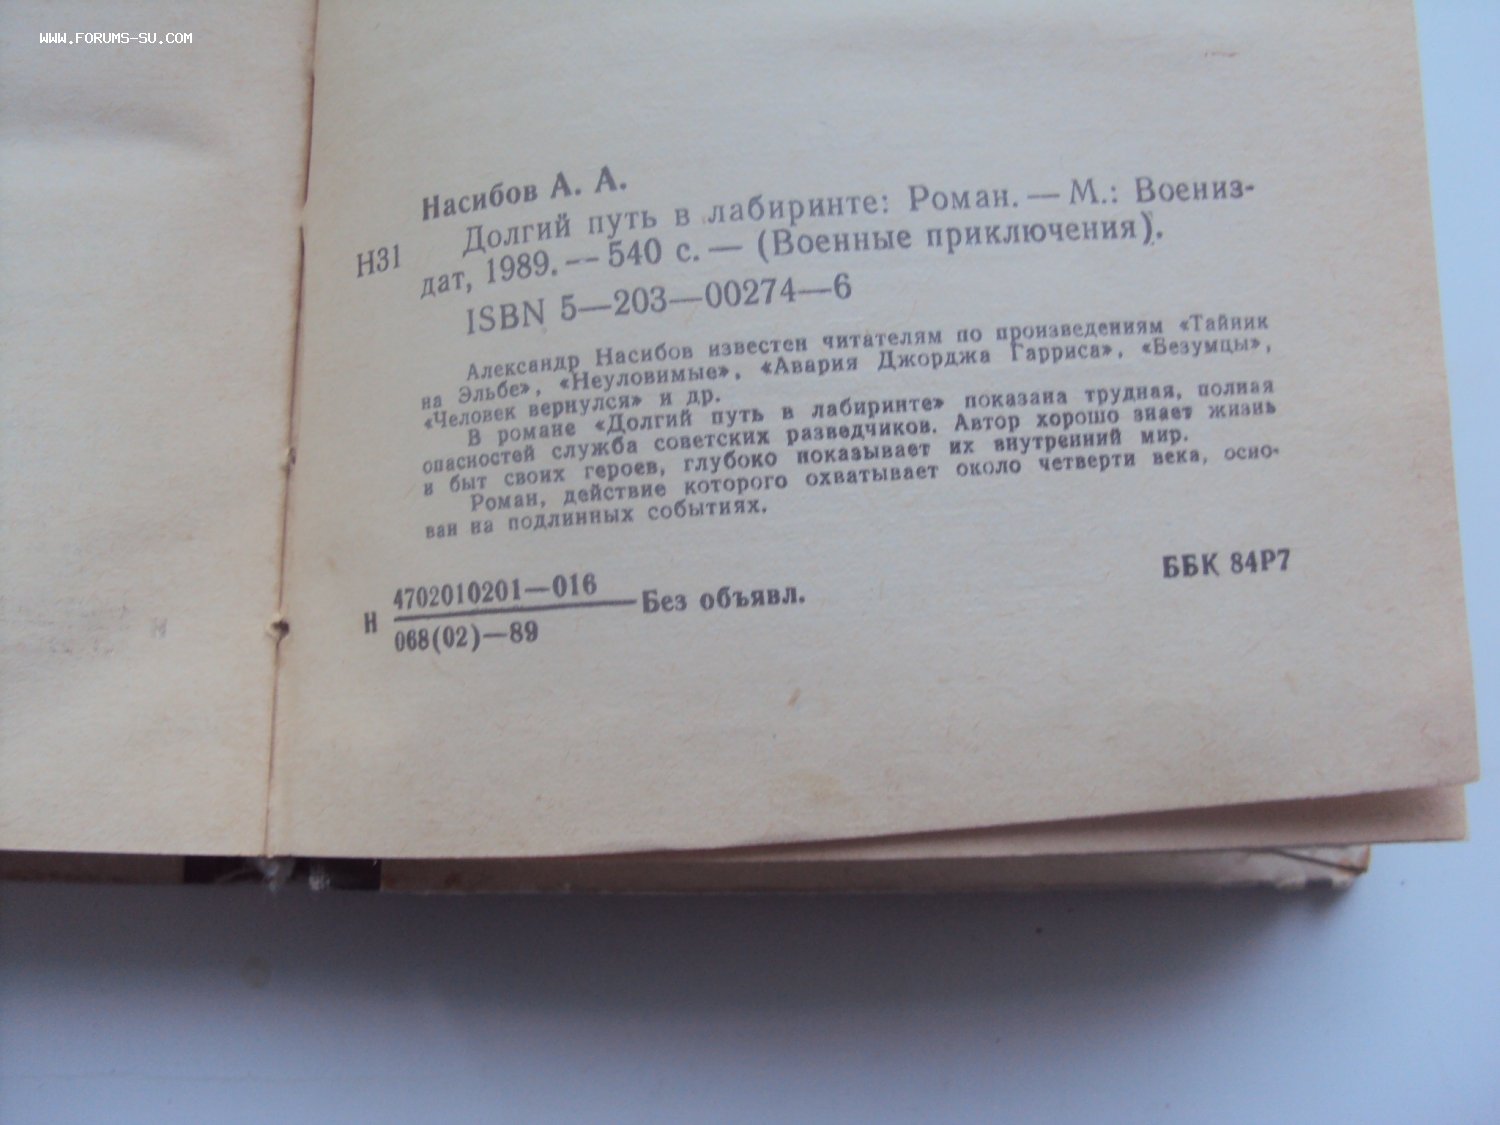 WWW.FORUMS-SU.COM
Насибов А. А.
Н31 Долгий путь в лабиринте: Роман. — М.: Воениз-
дат, 1989. -- 540 с. — (Военные приключения).
ISBN 5—203—00274—6
Александр Насибов известен читателям по произведениям «Тайник
на Эльбе», «Неуловимые», «Авария Джорджа Гарриса», «Безумцы»,
«Человек вернулся» и др.
В романе «Долгий путь в лабиринте» показана трудная, полная
опасностей служба советских разведчиков. Автор хорошо знает жизнь
и быт своих героев, глубоко показывает их внутренний мир.
Роман, действие которого охватывает около четверти века, осно-
ван на подлинных событиях.
ББК 84Р7
4702010201—016
Н Без объявл.
068(02)—89